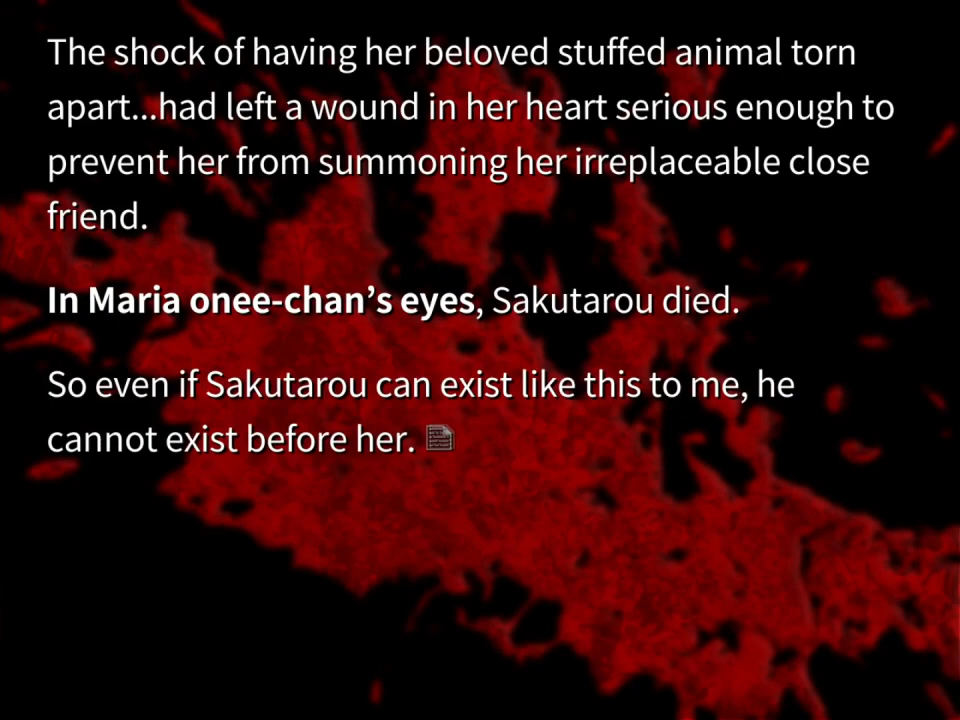 The shock of having her beloved stuffed animal torn
apart...had left a wound in her heart serious enough to
prevent her from summoning her irreplaceable close
friend.
In Maria onee-chan’s eyes, Sakutarou died.
So even if Sakutarou can exist like this to me, he
cannot exist before her.